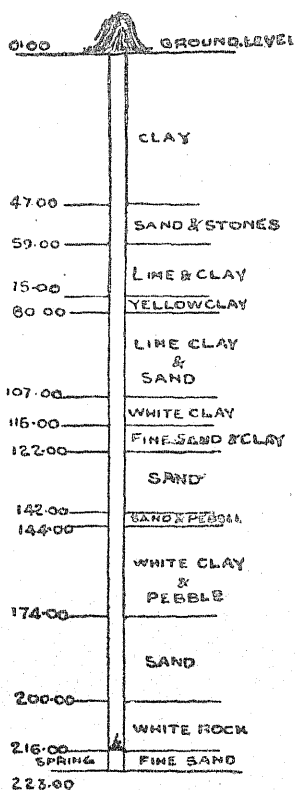 0.00 GROUND.LEVEL
CLAY
47.00
SAND & STONES
59.00
LIME & CLAY
75.00
YELLOW CLAY
80.00
LIME CLAY
&
SAND
107.00
WHITE CLAY
116.00
FINE SAND & CLAY
122.00
SAND
142.00
SAND & PEBBLE
144.00
WHITE CLAY
&
PEBBLE
174.00
SAND
200.00
WHITE ROCK
216.00
SPRING FINE SAND
223.00